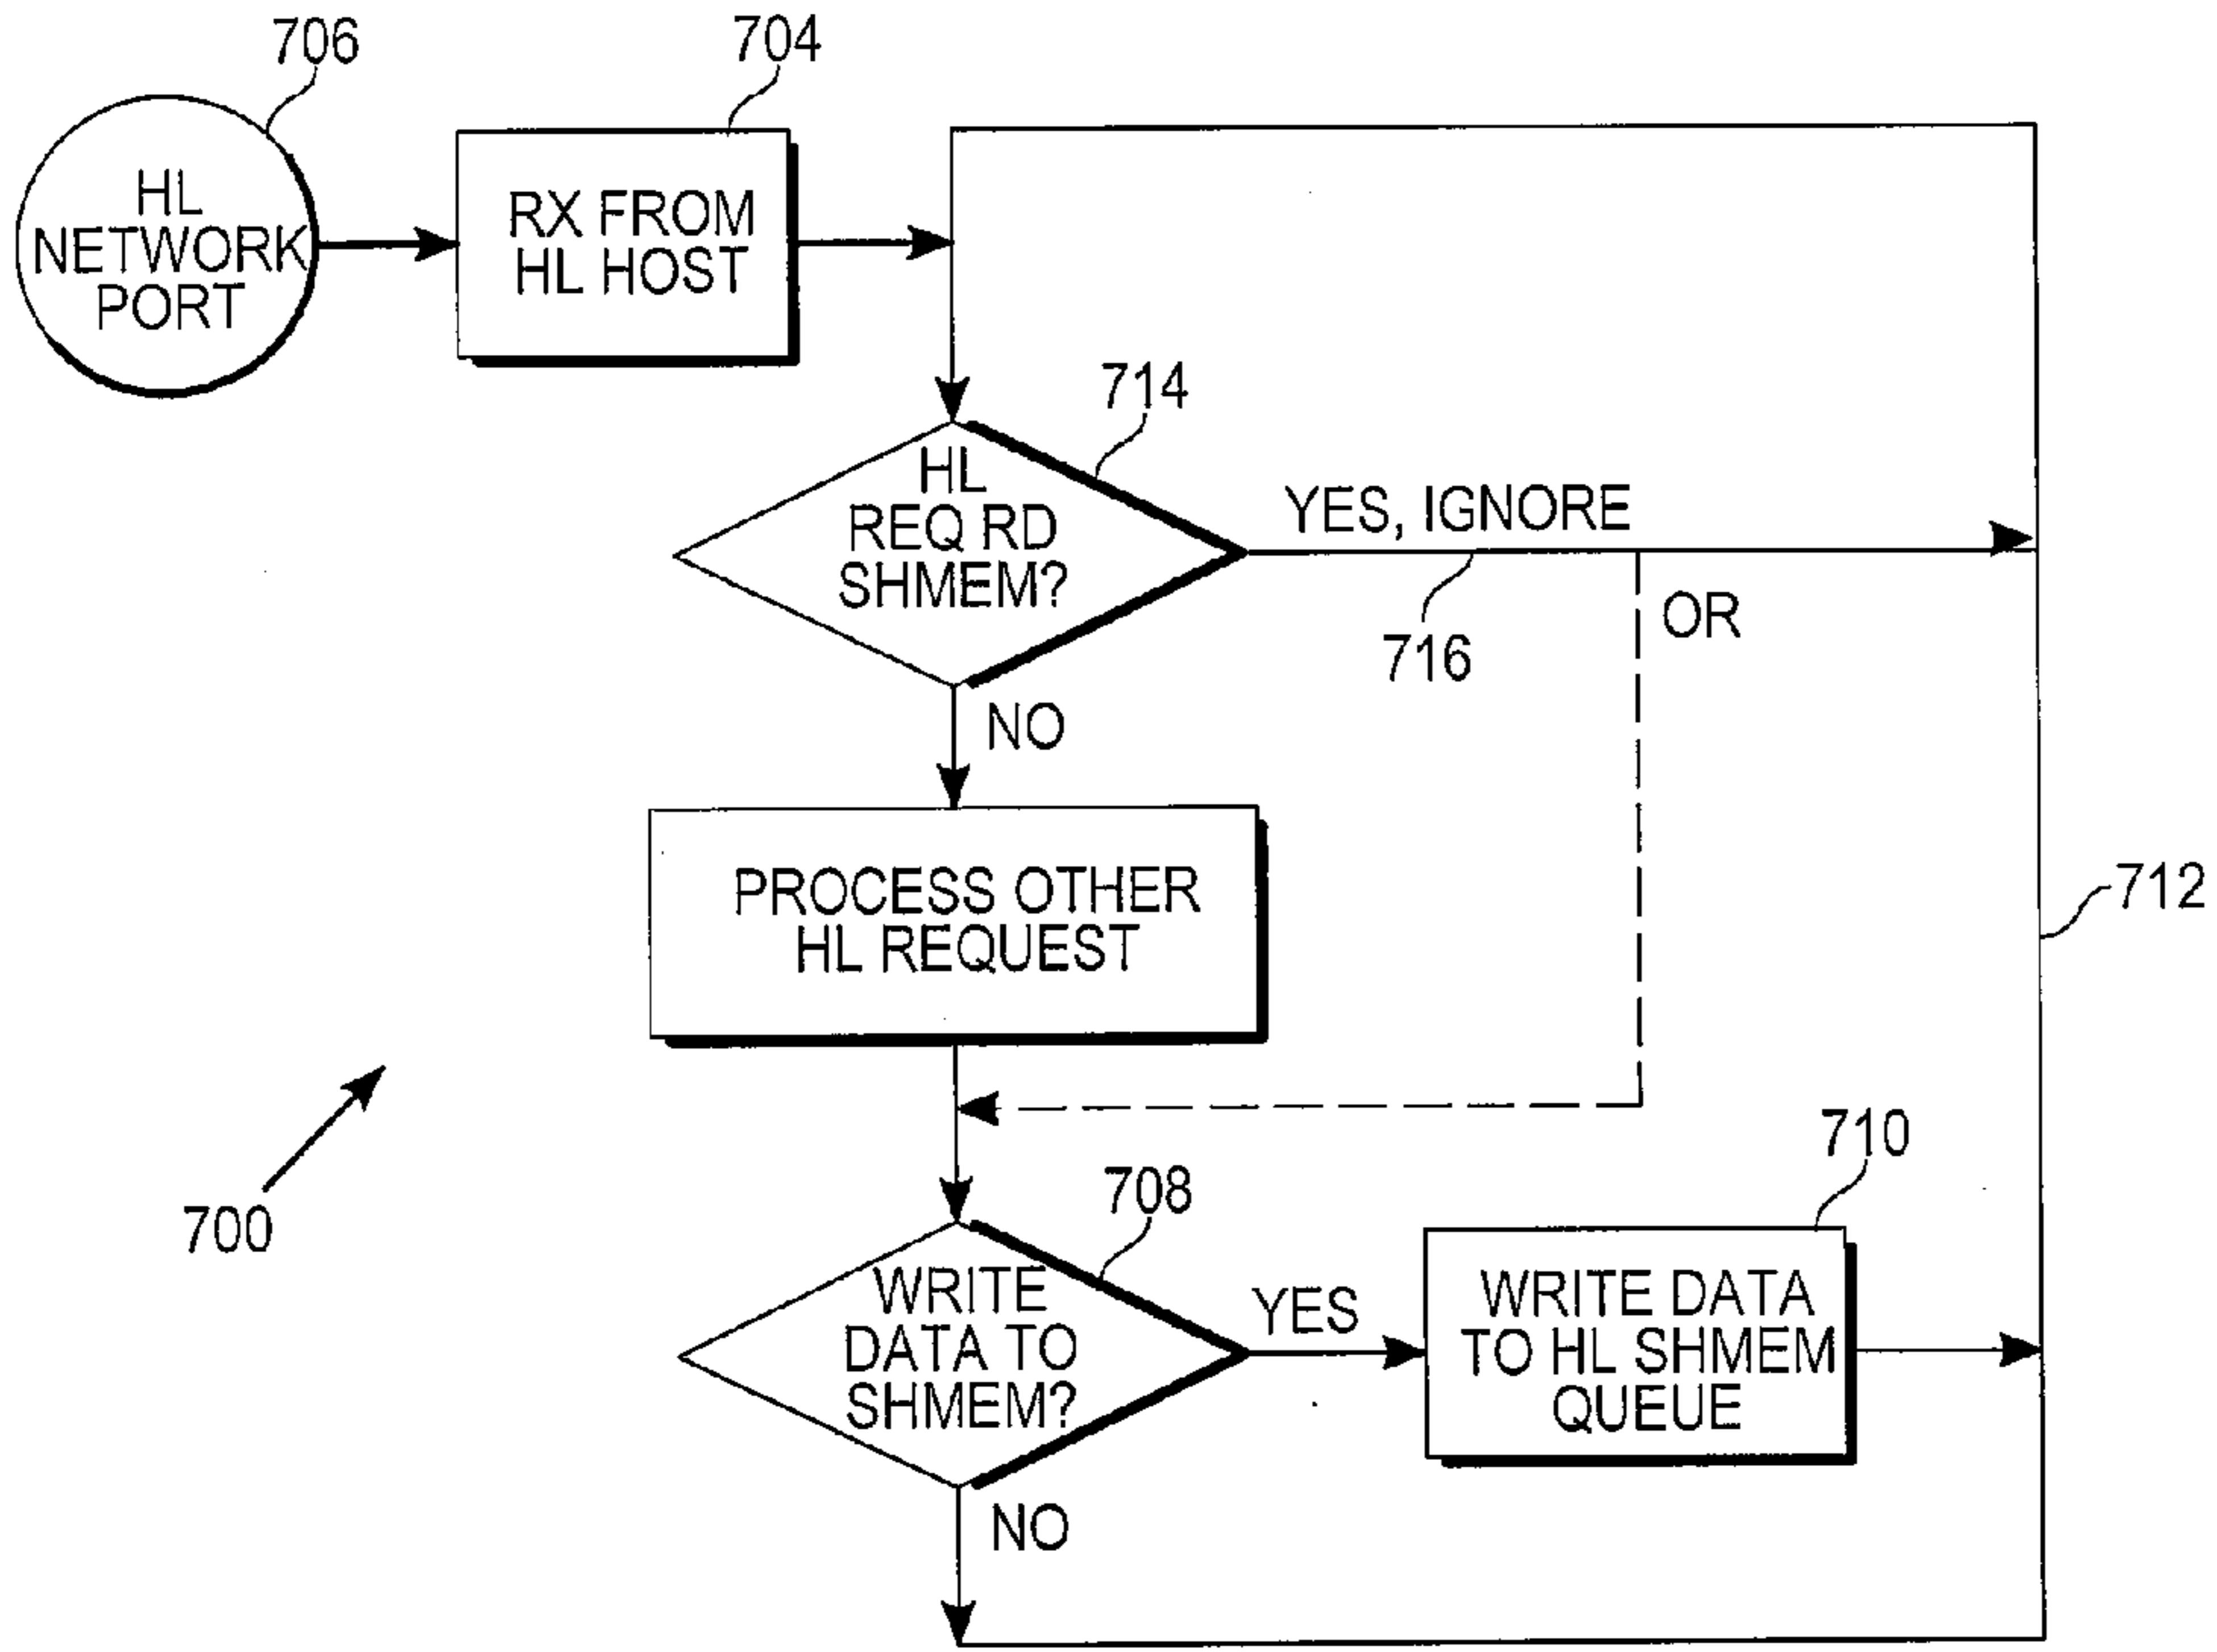 706
704
HL
NETWORK
PORT
RX FROM
HL HOST
714
HL
REQ RD
SHMEM?
YES, IGNORE
716
OR
NO
PROCESS OTHER
HL REQUEST
712
700
708
710
WRITE
DATA TO
SHMEM?
YES
WRITE DATA
TO HL SHMEM
QUEUE
NO